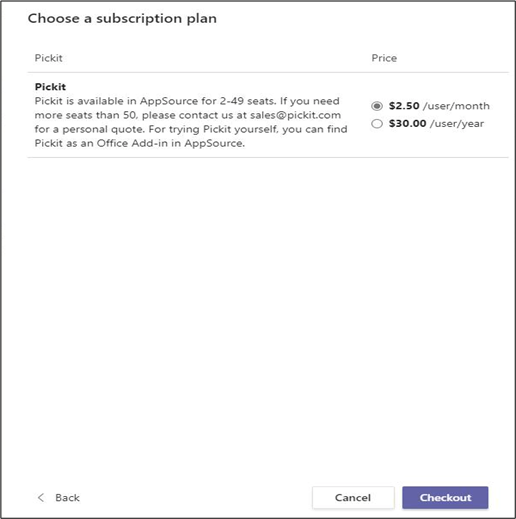 Choose a subscription plan
Pickit
Price
Pickit
Pickit is available in AppSource for 2-49 seats. If you need
more seats than 50, please contact us at sales@pickit.com
for a personal quote. For trying Pickit yourself, you can find
Pickit as an Office Add-in in AppSource.
$2.50 /user/month
$30.00 /user/year
Back
Cancel
Checkout